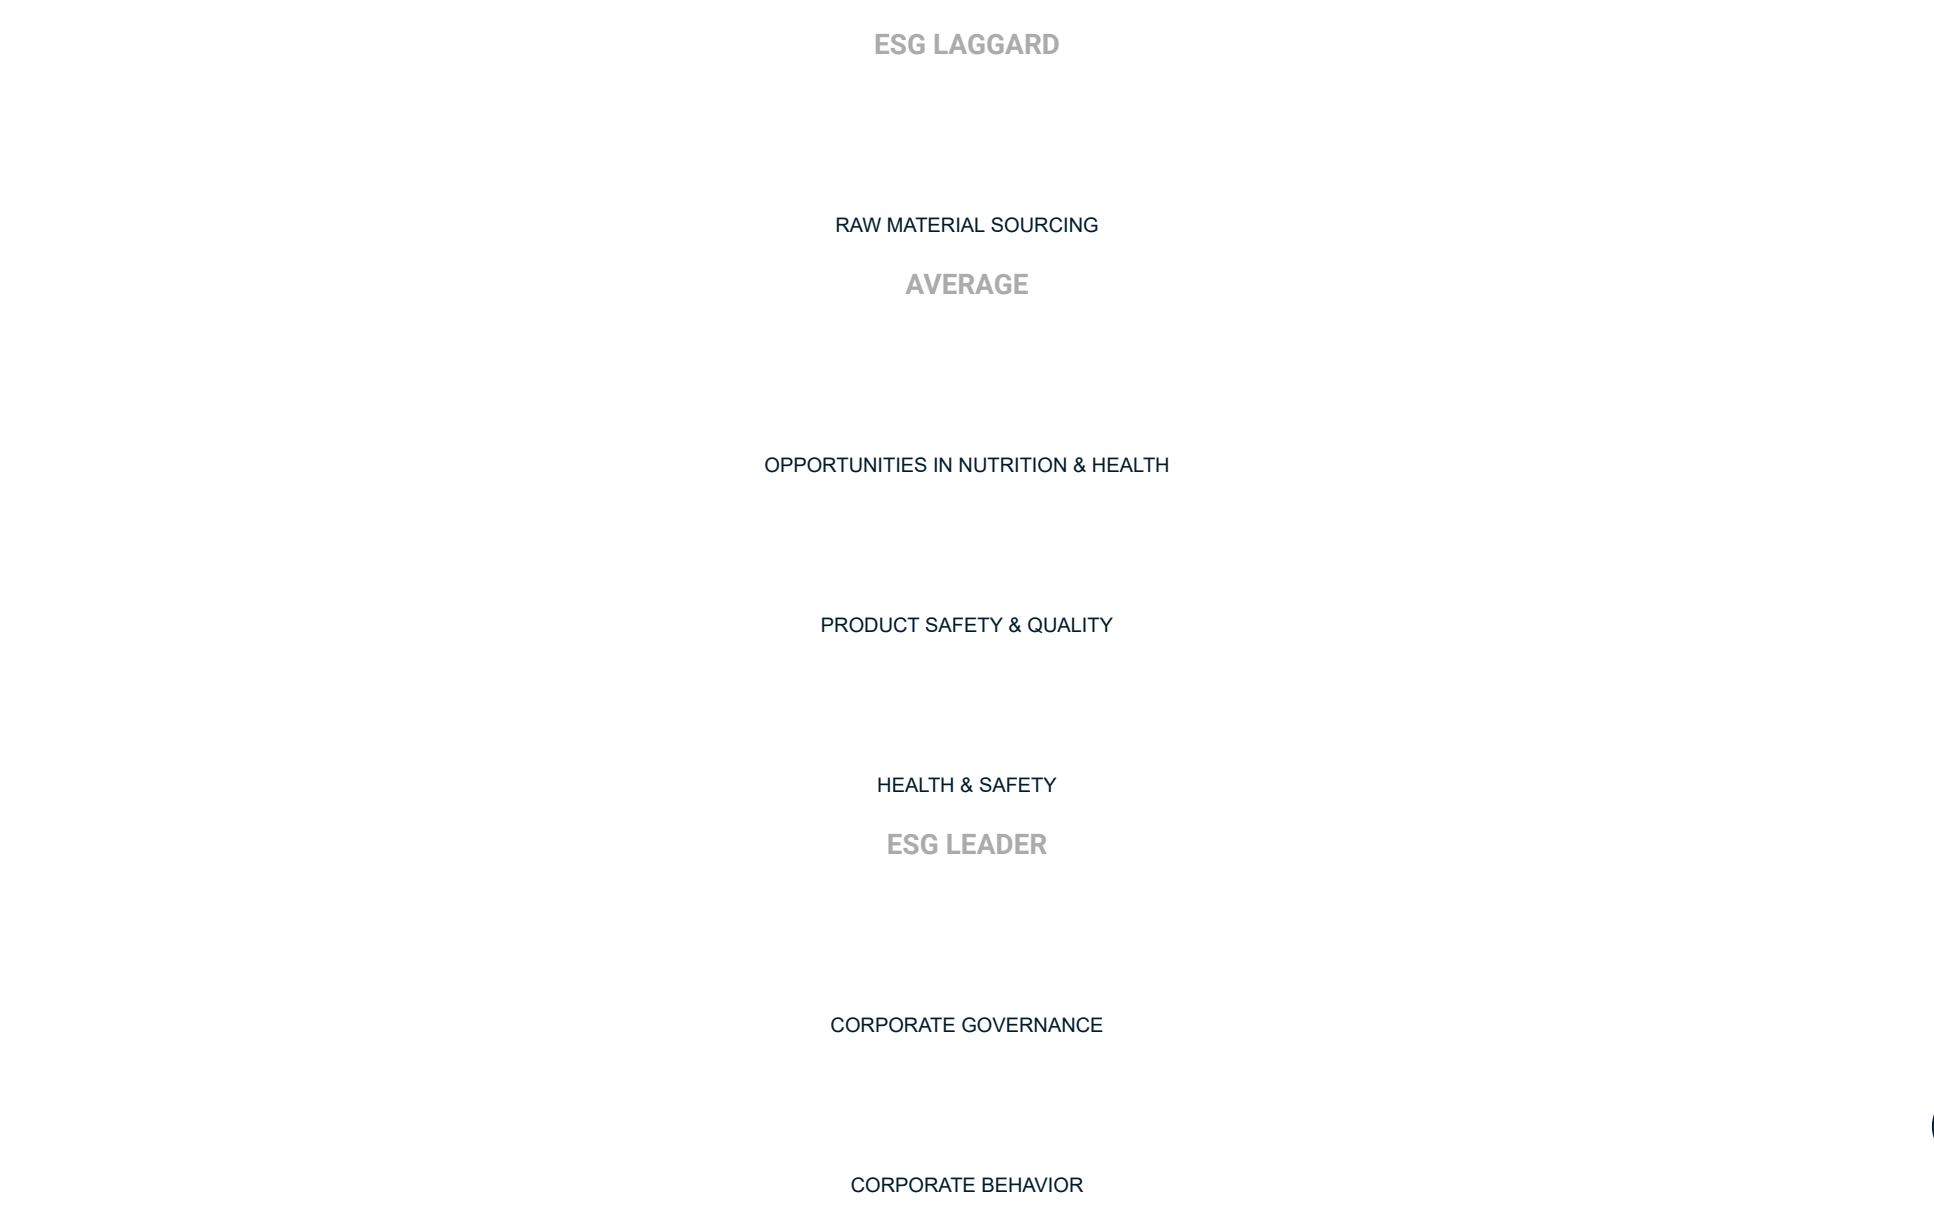 ESG LAGGARD
RAW MATERIAL SOURCING
AVERAGE
OPPORTUNITIES IN NUTRITION & HEALTH
PRODUCT SAFETY & QUALITY
HEALTH & SAFETY
ESG LEADER
CORPORATE GOVERNANCE
CORPORATE BEHAVIOR